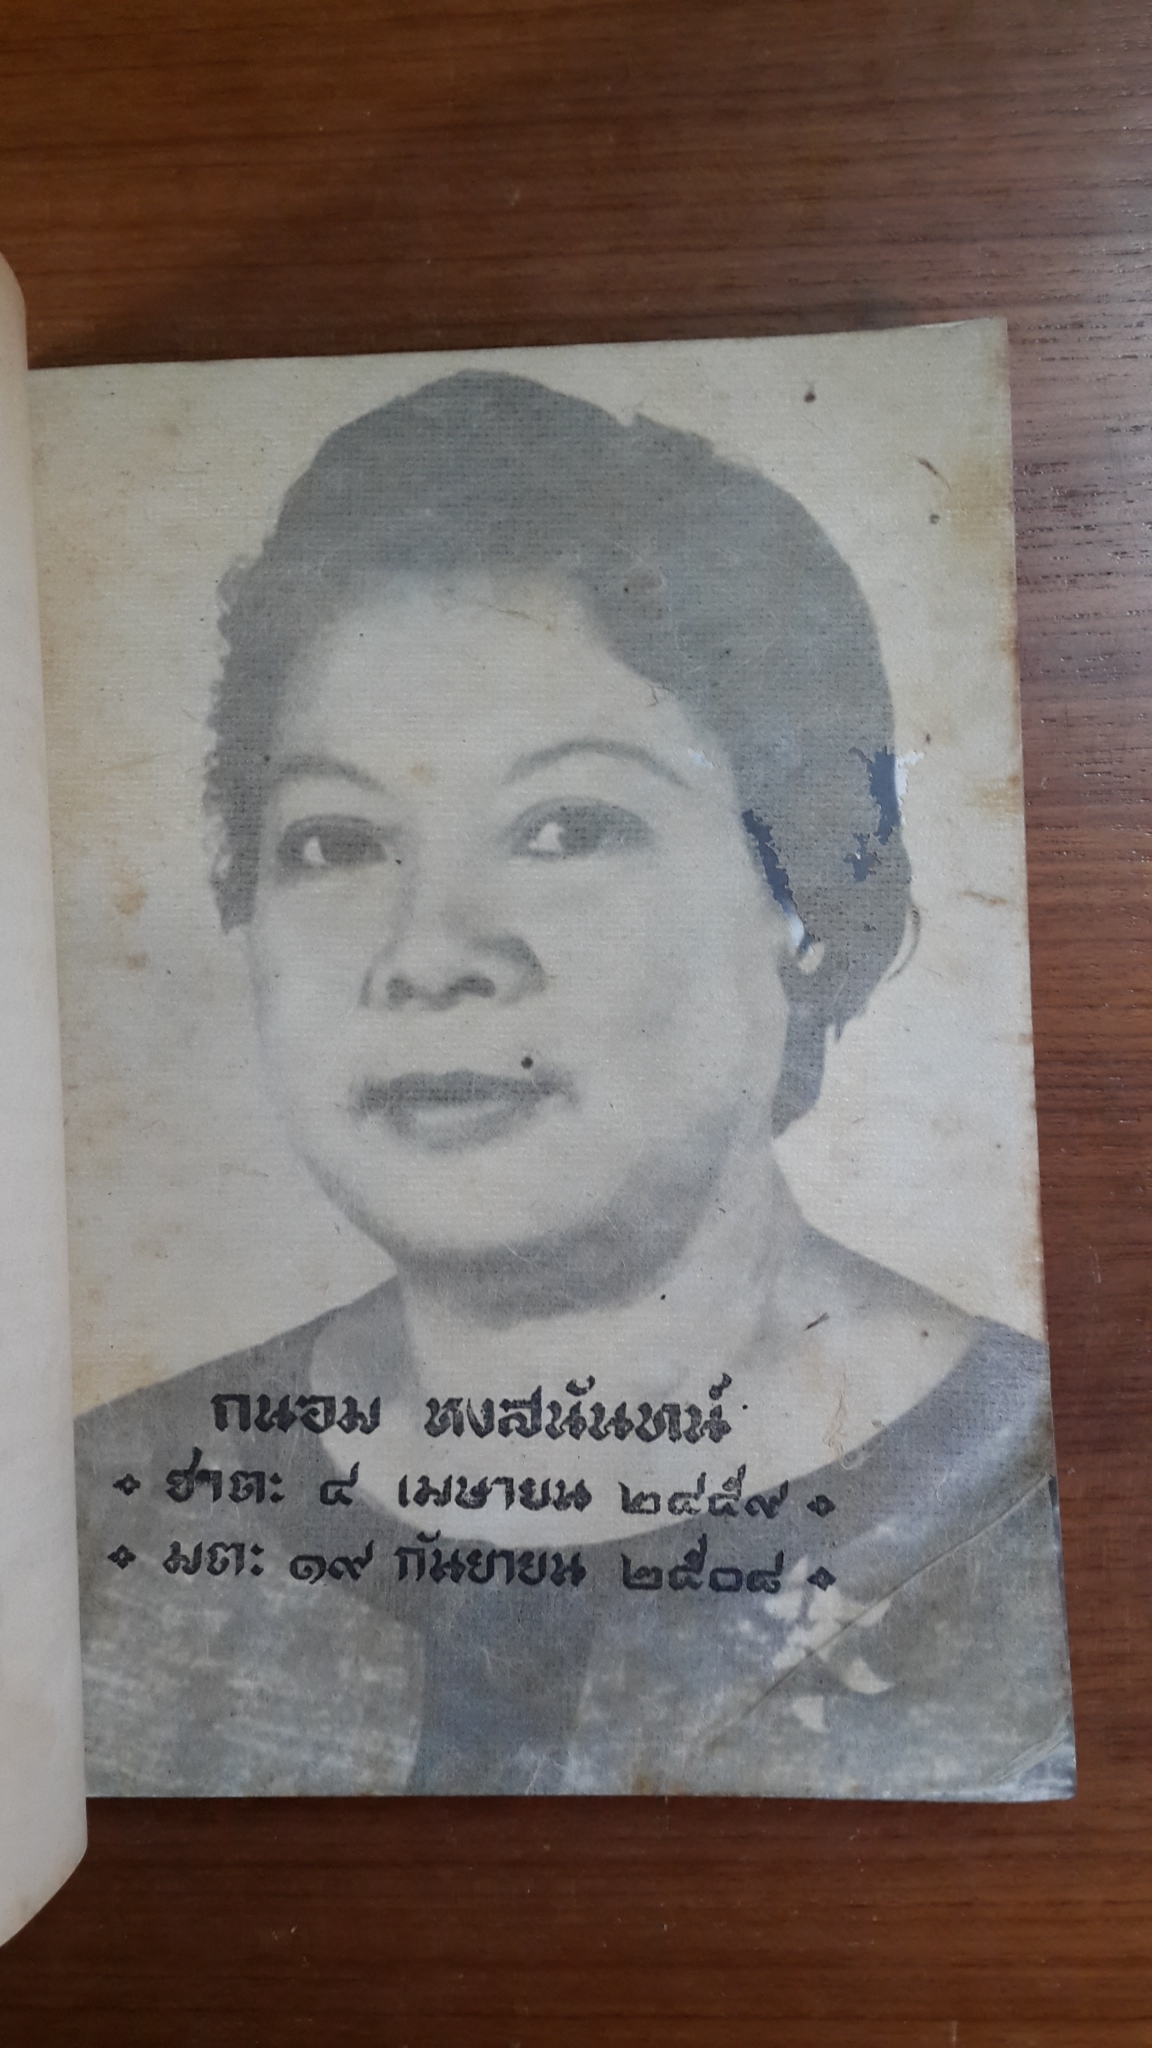 ถนอม หงสนันทน์
ชาตะ ๔ เมษายน ๒๔๕๙
มตะ ๑๙ กันยายน ๒๕๐๘